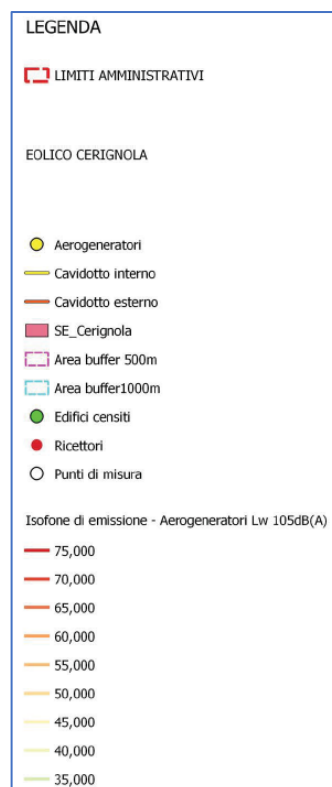 LEGENDA
LIMITI AMMINISTRATIVI
EOLICO CERIGNOLA
Aerogeneratori
Cavidotto interno
Cavidotto esterno
SE_Cerignola
Area buffer 500m
Area buffer1000m
Edifici censiti
Ricettori
Punti di misura
Isofone di emissione - Aerogeneratori Lw 105dB(A)
75,000
70,000
65,000
60,000
55,000
50,000
45,000
40,000
35,000